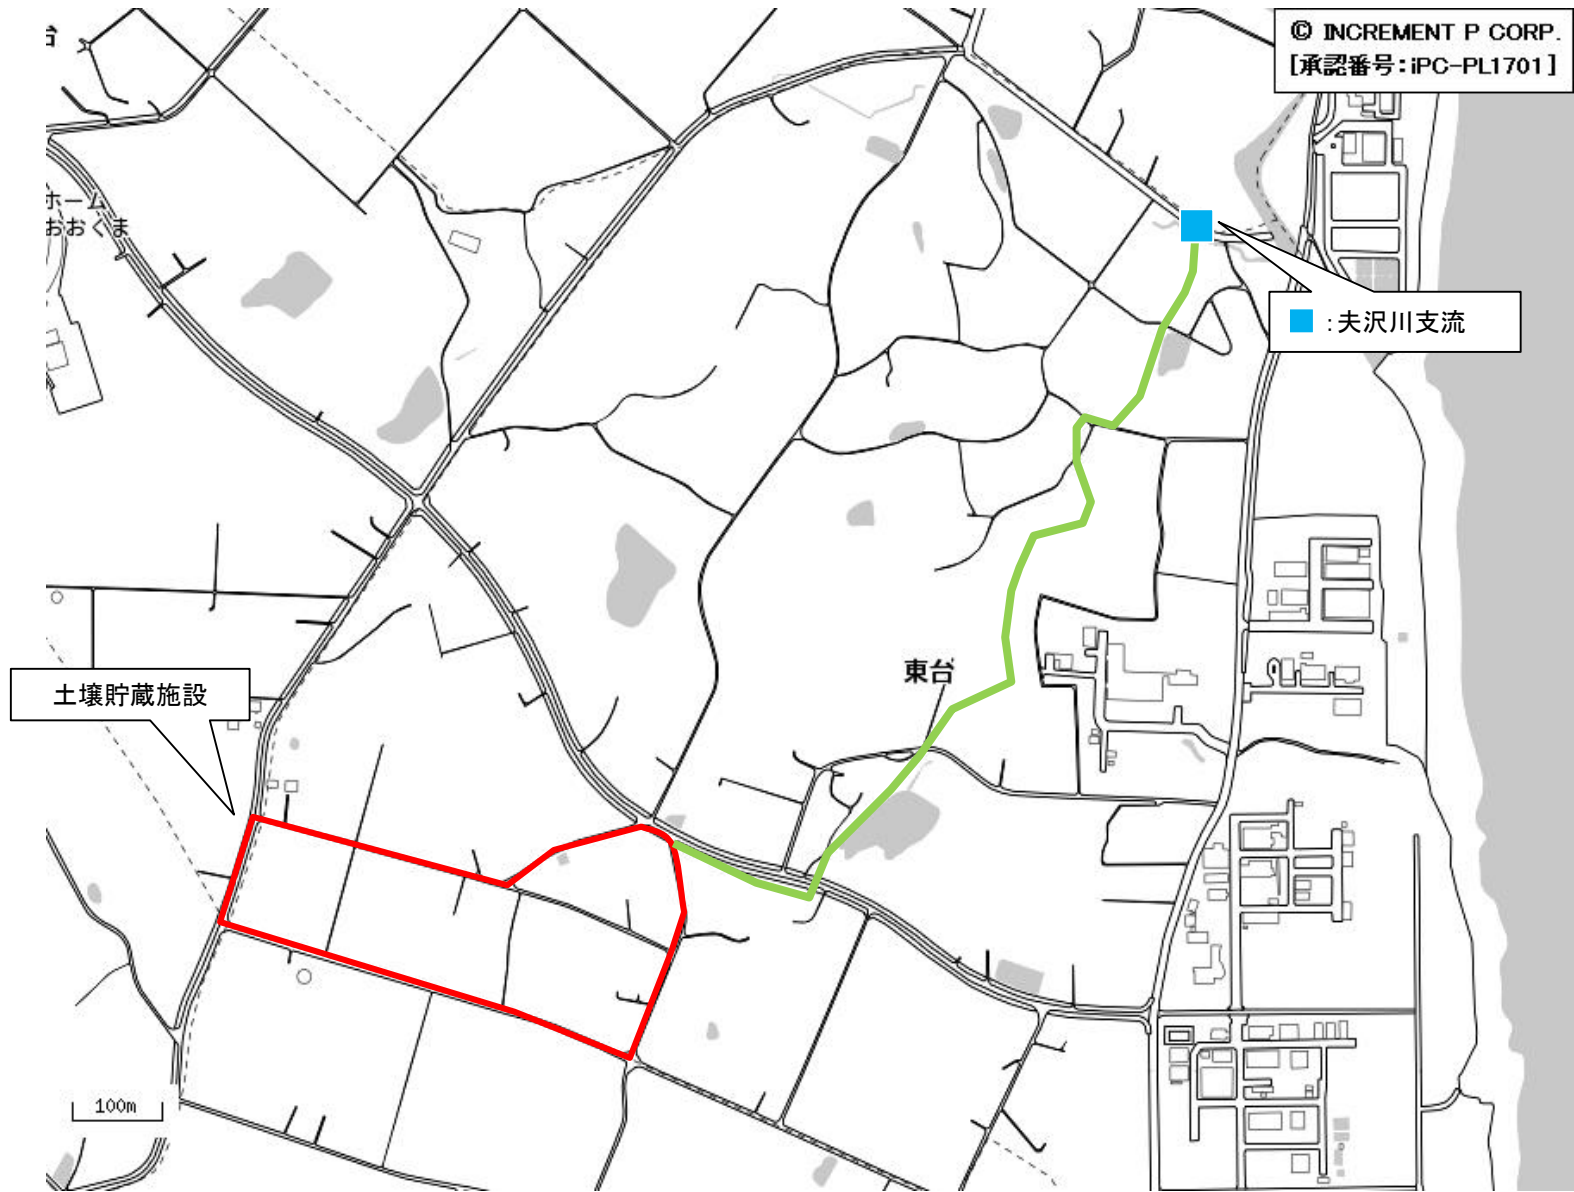 台
© INCREMENT P CORP.
[承認番号:iPC-PL1701]
ホーム
おおくま
:夫沢川支流
土壌貯蔵施設
東台
100m